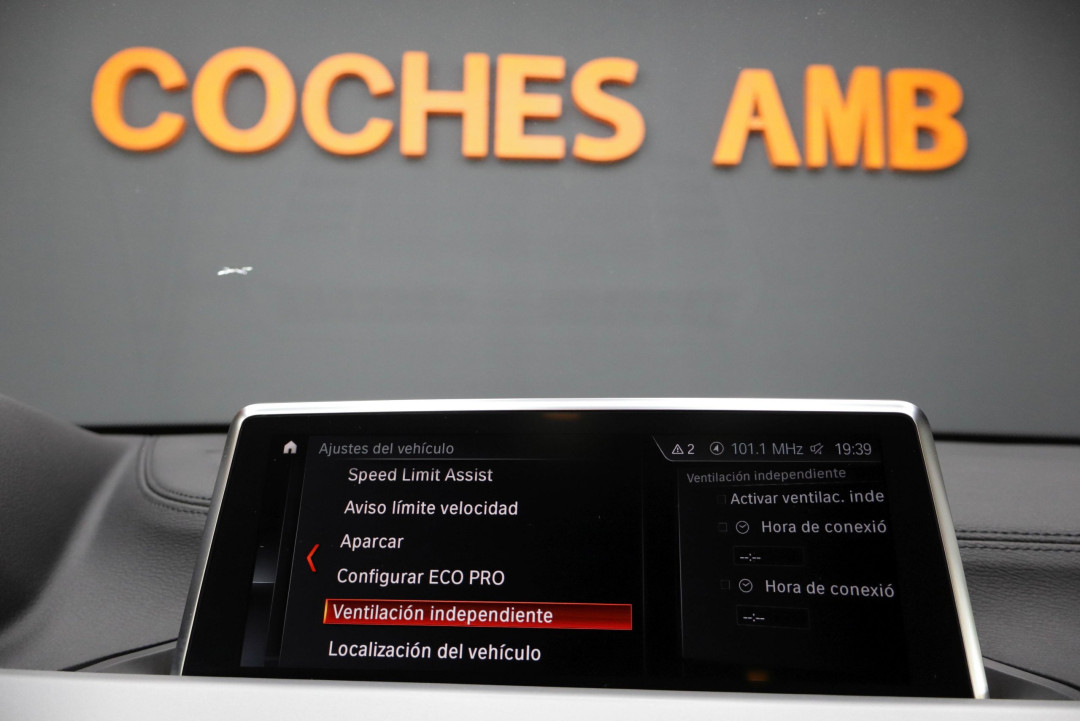 COCHES AMB
Ajustes del vehículo
Speed Limit Assist
Aviso límite velocidad
Aparcar
Configurar ECO PRO
Ventilación independiente
Localización del vehículo
2 101.1 MHz 19:39
Ventilación independiente
Activar ventilac. inde
Hora de conexió
--:--
Hora de conexió
--:--